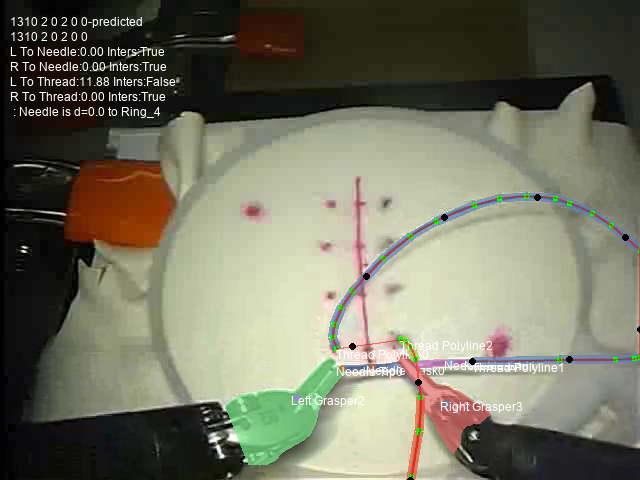 1310 2 0 2 0 0-predicted
1310 2 0 2 0 0
L To Needle:0.00 Inters:True
R To Needle:0.00 Inters:True
L To Thread:11.88 Inters:False
R To Thread:0.00 Inters:True
: Needle is d=0.0 to Ring_4
Thread Polyline2
Thread Polyline0
Thread Polyline1
Left Grasper2
Right Grasper3